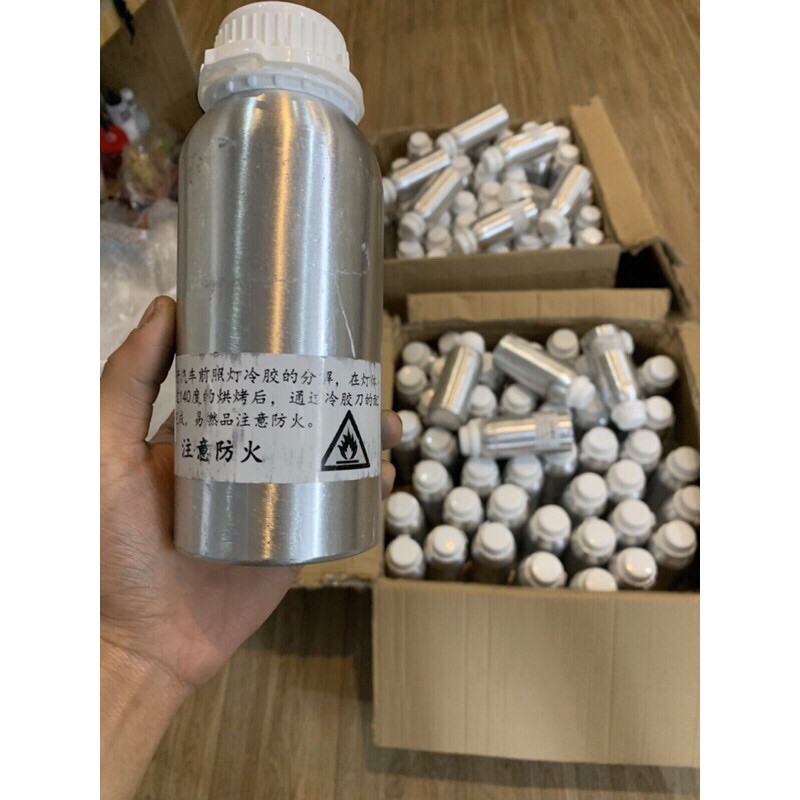 汽车前照灯冷胶的分解，在灯体
140度的烘烤后，通过冷胶刀的配
成，易燃品注意防火。
注意防火